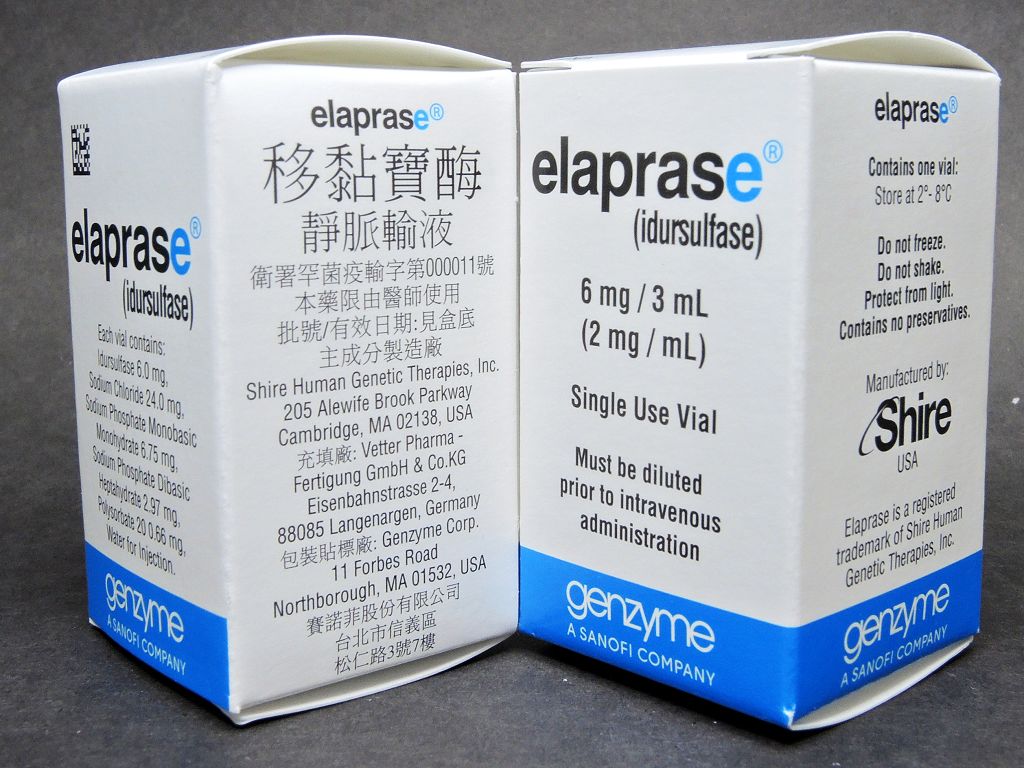 elaprase®
(idursulfase)
Each vial contains:
Idursulfase 6.0 mg,
Sodium Chloride 24.0 mg,
Sodium Phosphate Monobasic
Monohydrate 6.75 mg,
Sodium Phosphate Dibasic
Heptahydrate 2.97 mg,
Polysorbate 20 0.66 mg,
Water for Injection.
genzyme
A SANOFI COMPANY
elaprase®
移黏寶酶
靜脈輸液
衛署罕菌疫輸字第000011號
本藥限由醫師使用
批號/有效日期:見盒底
主成分製造廠
Shire Human Genetic Therapies, Inc.
205 Alewife Brook Parkway
Cambridge, MA 02138, USA
充填廠: Vetter Pharma -
Fertigung GmbH & Co.KG
Eisenbahnstrasse 2-4,
88085 Langenargen, Germany
包裝貼標廠: Genzyme Corp.
11 Forbes Road
Northborough, MA 01532, USA
賽諾菲股份有限公司
台北市信義區
松仁路3號7樓
elaprase®
(idursulfase)
6 mg / 3 mL
(2 mg / mL)
Single Use Vial
Must be diluted
prior to intravenous
administration
genzyme
A SANOFI COMPANY
elaprase®
Contains one vial:
Store at 2°- 8°C
Do not freeze.
Do not shake.
Protect from light.
Contains no preservatives.
Manufactured by:
Shire
USA
Elaprase is a registered
trademark of Shire Human
Genetic Therapies, Inc.
genzyme
A SANOFI COMPANY